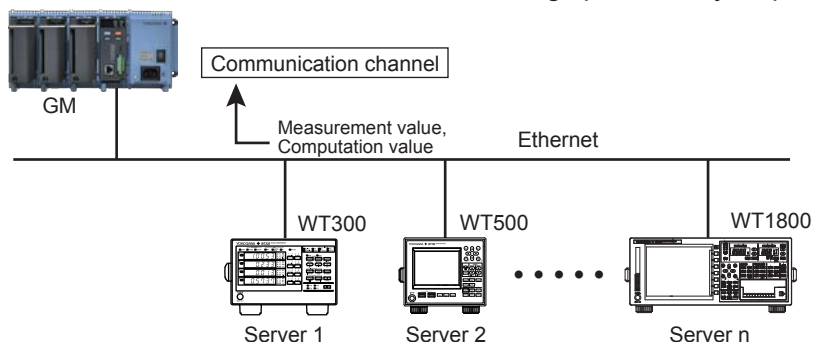 Communication channel
GM
Measurement value,
Computation value
Ethernet
WT300
WT500
WT1800
Server 1
Server 2
Server n